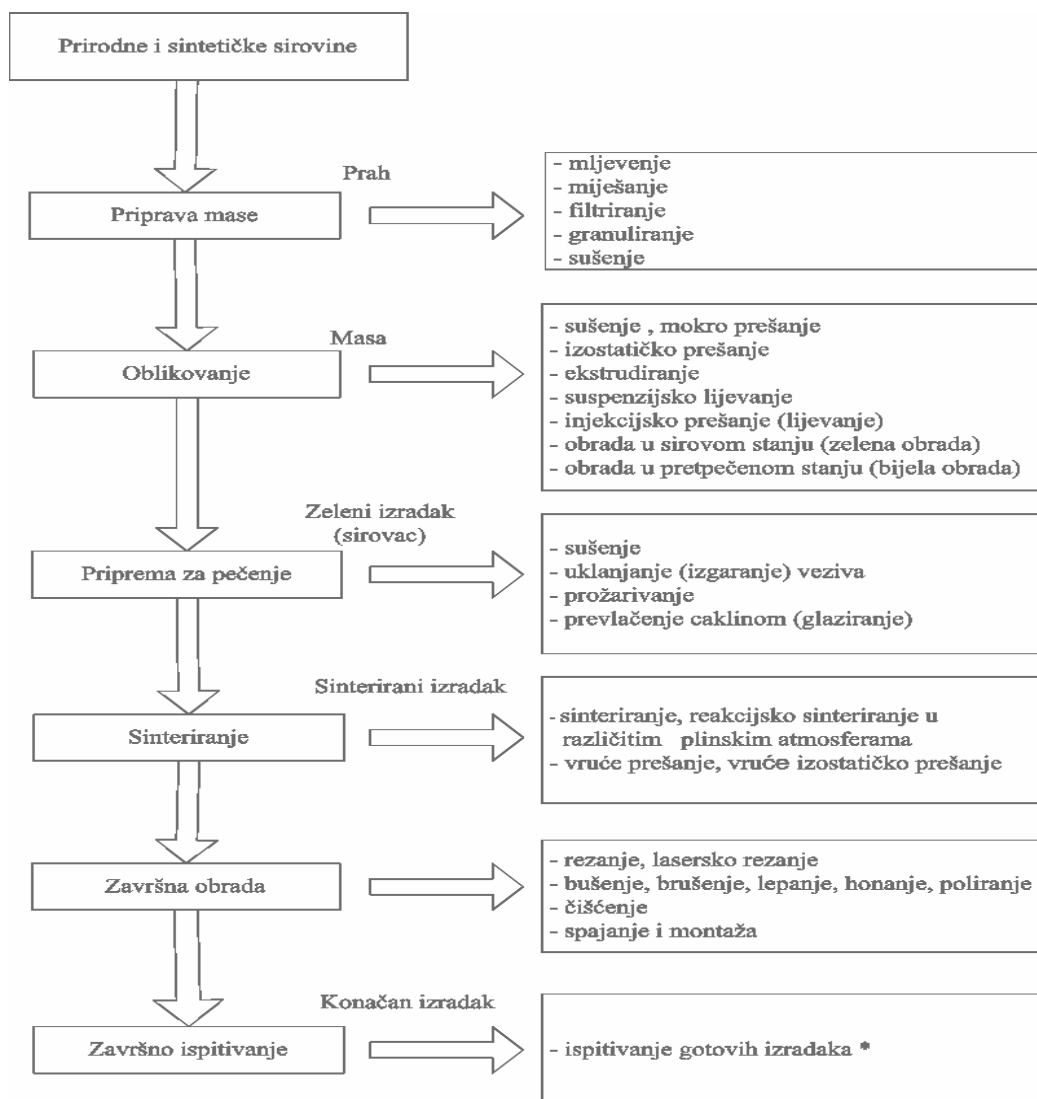 Prirodne i sintetičke sirovine
Prah
Priprava mase
- mljevenje
- miješanje
- filtriranje
- granuliranje
- sušenje
Masa
Oblikovanje
- sušenje , mokro prešanje
- izostatičko prešanje
- ekstrudiranje
- suspenzijsko lijevanje
- injekcijsko prešanje (lijevanje)
- obrada u sirovom stanju (zelena obrada)
- obrada u pretpečenom stanju (bijela obrada)
Zeleni izradak
(sirovac)
Priprema za pečenje
- sušenje
- uklanjanje (izgaranje) veziva
- prožarivanje
- prevlačenje caklinom (glaziranje)
Sinterirani izradak
Sinteriranje
- sinteriranje, reakcijsko sinteriranje u
različitim plinskim atmosferama
- vruće prešanje, vruće izostatičko prešanje
Završna obrada
- rezanje, lasersko rezanje
- bušenje, brušenje, lepanje, honanje, poliranje
- čišćenje
- spajanje i montaža
Konačan izradak
Završno ispitivanje
- ispitivanje gotovih izradaka *